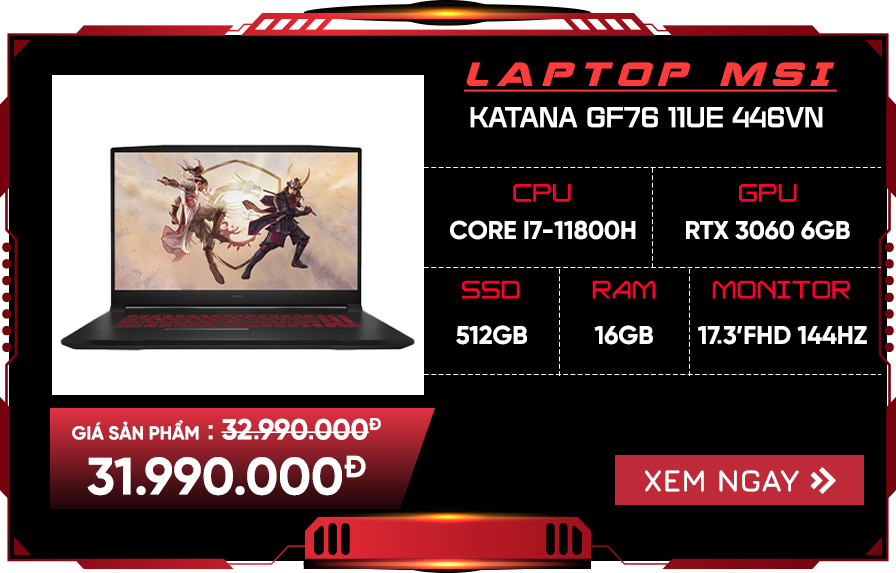 LAPTOP MSI
KATANA GF76 11UE 446VN
CPU
CORE I7-11800H
GPU
RTX 3060 6GB
SSD
512GB
RAM
16GB
MONITOR
17.3'FHD 144HZ
GIÁ SẢN PHẨM : 32.990.000Đ
31.990.000Đ
XEM NGAY